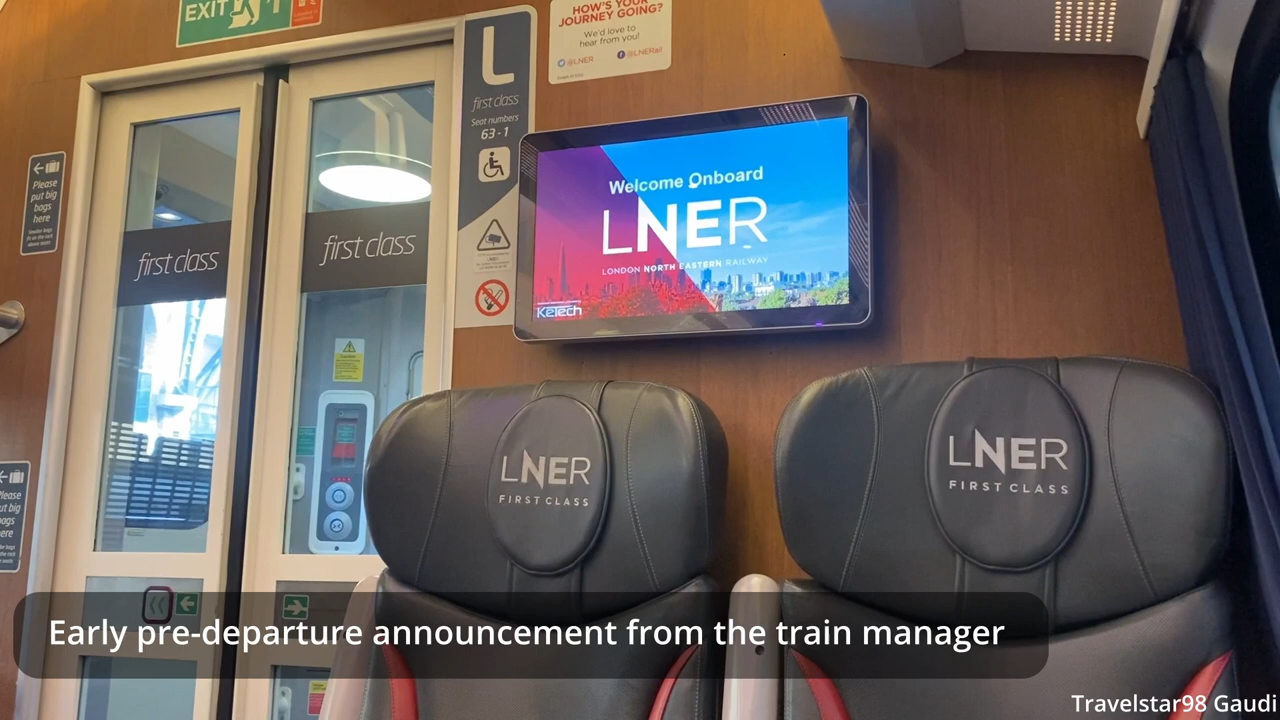 EXIT
HOW'S YOUR
JOURNEY GOING?
We'd love to
hear from you!
@LNER
@LNERail
L
first class
Seat numbers
63 - 1
Please
put big
bags
here
first class
first class
Welcome Onboard
LNER
LONDON NORTH EASTERN RAILWAY
KeTech
LNER
FIRST CLASS
LNER
FIRST CLASS
Please
put big
bags
here
Early pre-departure announcement from the train manager
Travelstar98 Gaudi